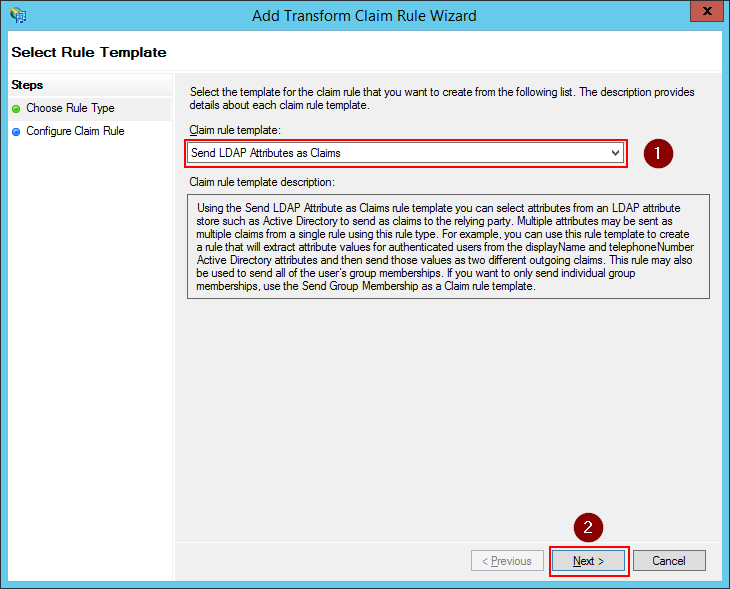 Add Transform Claim Rule Wizard
X
Select Rule Template
Steps
Choose Rule Type
Configure Claim Rule
Select the template for the claim rule that you want to create from the following list. The description provides
details about each claim rule template.
Claim rule template:
Send LDAP Attributes as Claims
1
Claim rule template description:
Using the Send LDAP Attribute as Claims rule template you can select attributes from an LDAP attribute
store such as Active Directory to send as claims to the relying party. Multiple attributes may be sent as
multiple claims from a single rule using this rule type. For example, you can use this rule template to create
a rule that will extract attribute values for authenticated users from the displayName and telephoneNumber
Active Directory attributes and then send those values as two different outgoing claims. This rule may also
be used to send all of the user's group memberships. If you want to only send individual group
memberships, use the Send Group Membership as a Claim rule template.
2
< Previous
Next >
Cancel